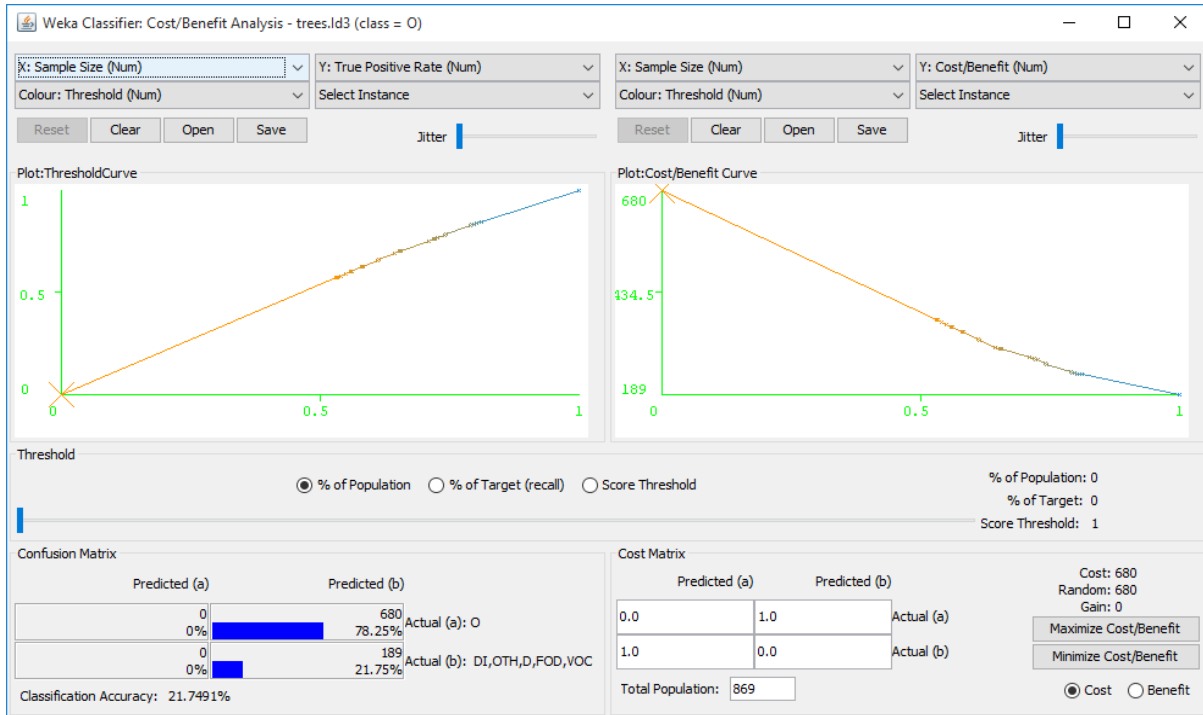 Weka Classifier: Cost/Benefit Analysis - trees.Id3 (class = O)
X: Sample Size (Num) Y: True Positive Rate (Num) X: Sample Size (Num) Y: Cost/Benefit (Num)
Colour: Threshold (Num) Select Instance Colour: Threshold (Num) Select Instance
Reset Clear Open Save Jitter Reset Clear Open Save Jitter
Plot:ThresholdCurve
1
0.5
0
0 0.5 1
Plot:Cost/Benefit Curve
680
434.5
189
0 0.5 1
Threshold
% of Population % of Target (recall) Score Threshold
% of Population: 0
% of Target: 0
Score Threshold: 1
Confusion Matrix
Predicted (a) Predicted (b)
0 680
0% 78.25% Actual (a): O
0 189
0% 21.75% Actual (b): DI,OTH,D,FOD,VOC
Classification Accuracy: 21.7491%
Cost Matrix
Predicted (a) Predicted (b)
0.0 1.0 Actual (a)
1.0 0.0 Actual (b)
Total Population: 869
Cost: 680
Random: 680
Gain: 0
Maximize Cost/Benefit
Minimize Cost/Benefit
Cost Benefit